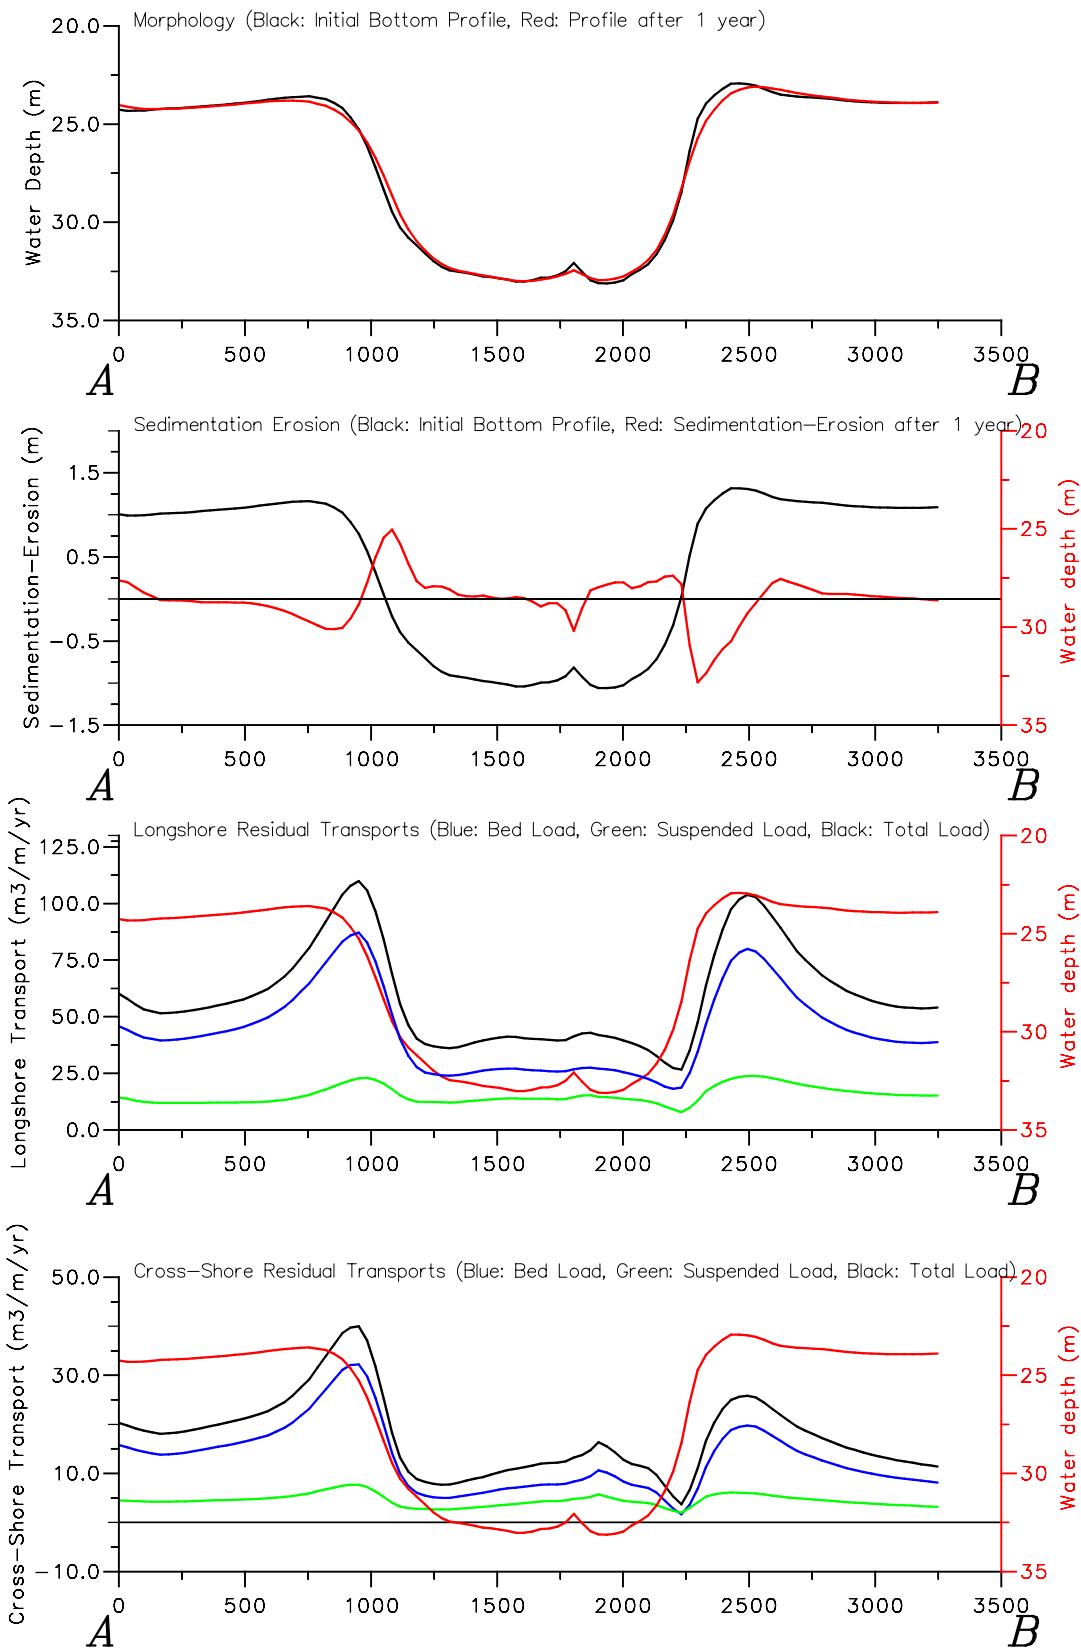 Morphology (Black: Initial Bottom Profile, Red: Profile after 1 year)
Water Depth (m)
20.0
25.0
30.0
35.0
0 500 1000 1500 2000 2500 3000 3500
A B
Sedimentation Erosion (Black: Initial Bottom Profile, Red: Sedimentation-Erosion after 1 year)
Sedimentation-Erosion (m)
1.5
0.5
-0.5
-1.5
20
25
30
35
Water depth (m)
0 500 1000 1500 2000 2500 3000 3500
A B
Longshore Residual Transports (Blue: Bed Load, Green: Suspended Load, Black: Total Load)
Longshore Transport (m3/m/yr)
125.0
100.0
75.0
50.0
25.0
0.0
20
25
30
35
Water depth (m)
0 500 1000 1500 2000 2500 3000 3500
A B
Cross-Shore Residual Transports (Blue: Bed Load, Green: Suspended Load, Black: Total Load)
Cross-Shore Transport (m3/m/yr)
50.0
30.0
10.0
-10.0
20
25
30
35
Water depth (m)
0 500 1000 1500 2000 2500 3000 3500
A B